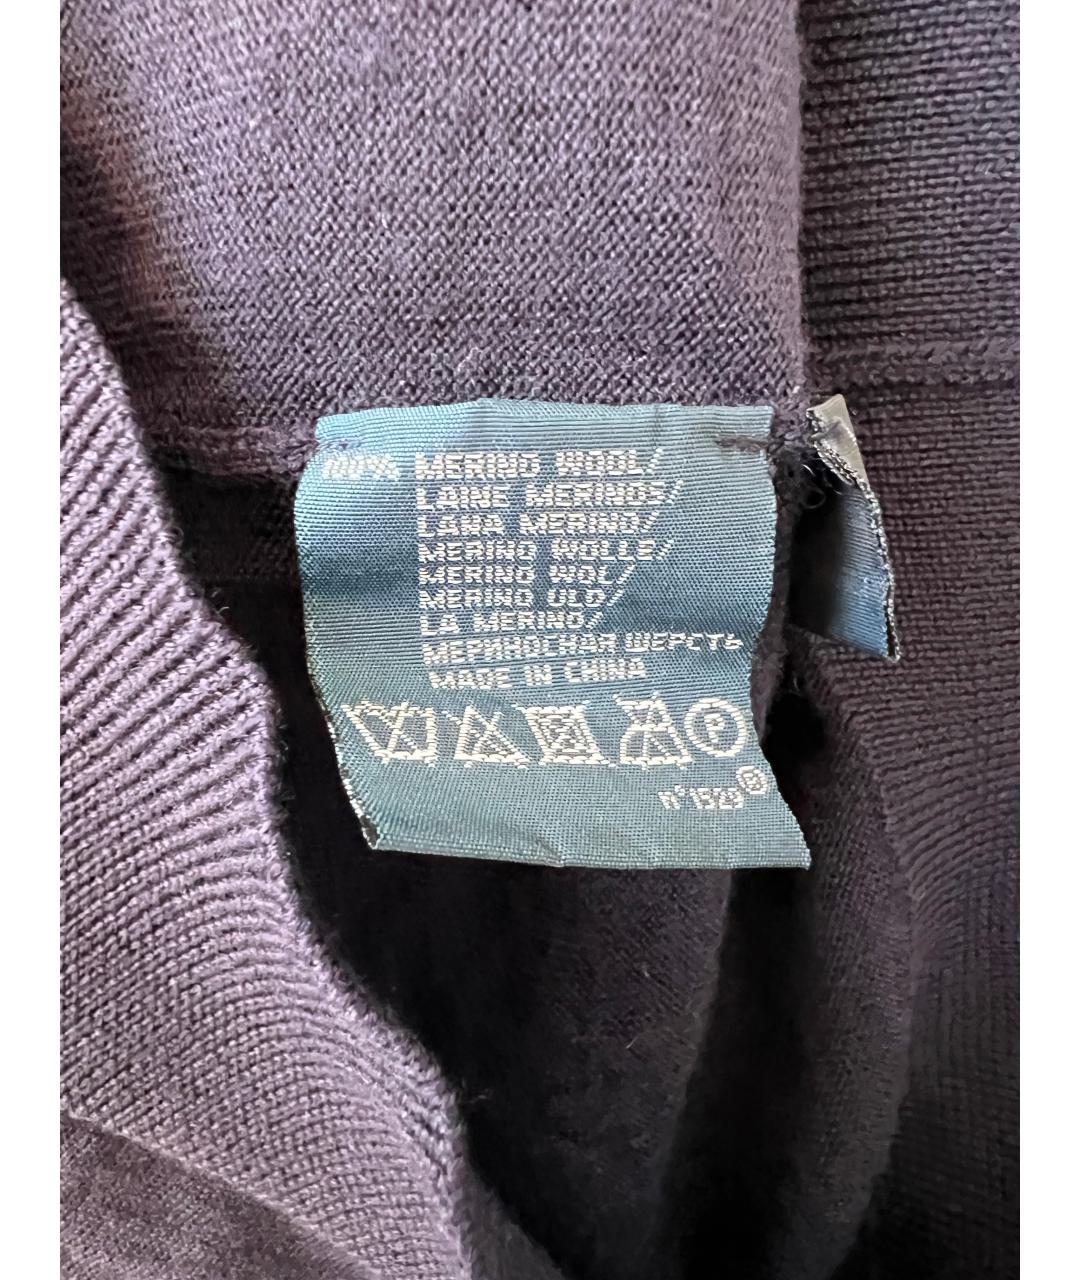 100% MERINO WOOL/
LAINE MERINOS/
LANA MERINO/
MERINO WOLLE/
MERINO WOL/
MERINO ULD/
LA MERINO/
МЕРИНОСНАЯ ШЕРСТЬ
MADE IN CHINA
P